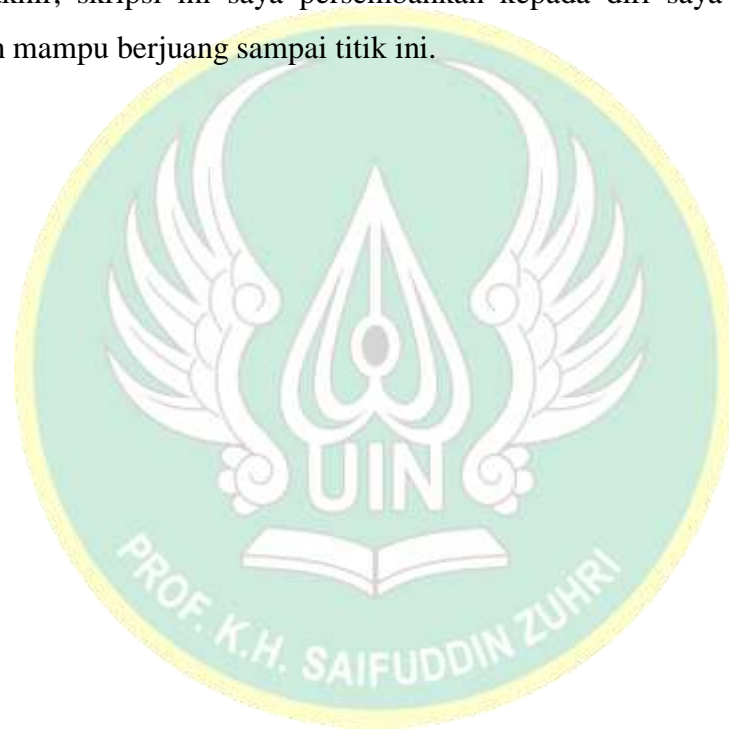 skripsi ini saya persembahkan kepada diri saya
mampu berjuang sampai titik ini.
UIN
PROF. K.H. SAIFUDDIN ZUHRI